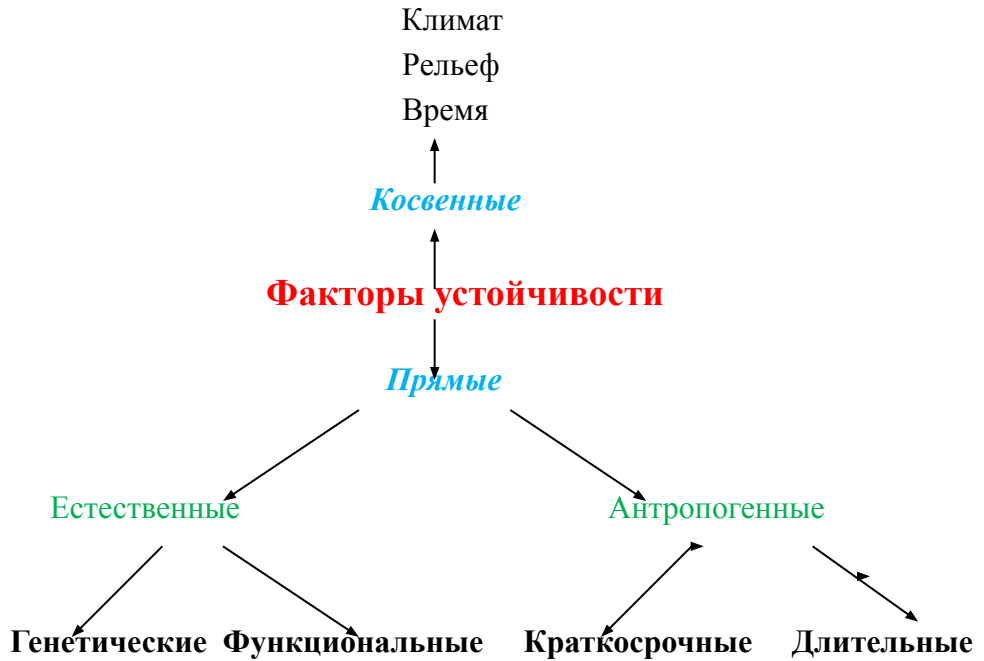 Климат
Рельеф
Время
Косвенные
Факторы устойчивости
Прямые
Естественные Антропогенные
Генетические Функциональные Краткосрочные Длительные